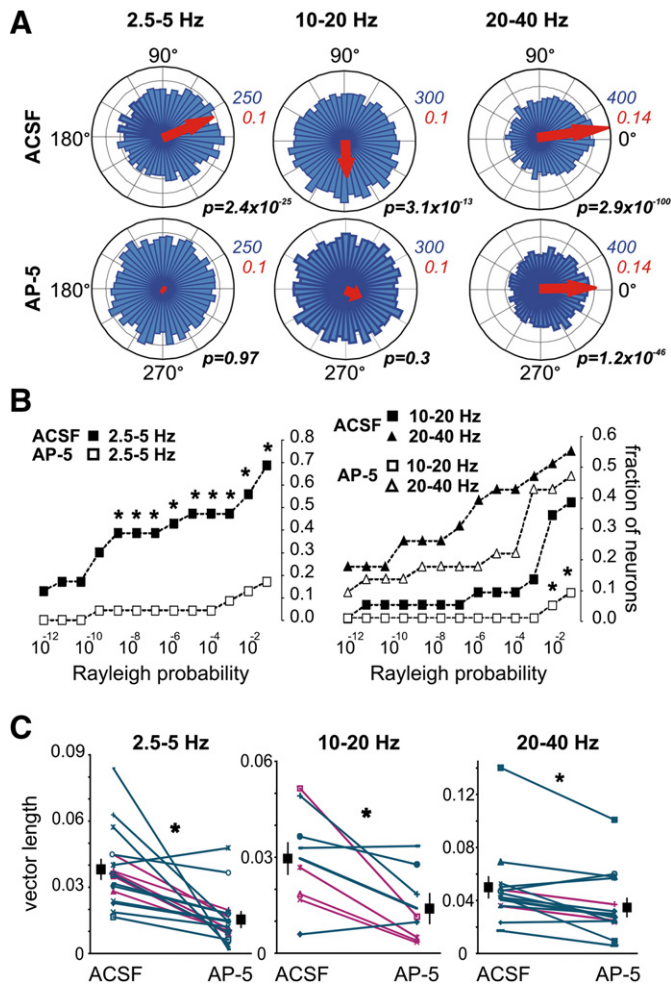 A
2.5-5 Hz 10-20 Hz 20-40 Hz
90° 90° 90°
ACSF
180° 0°
250 300 400
0.1 0.1 0.14
p=2.4x10-25 p=3.1x10-13 p=2.9x10-100
AP-5
180° 0°
250 300 400
0.1 0.1 0.14
p=0.97 p=0.3 p=1.2x10-46
270° 270° 270°
B
ACSF ■ 2.5-5 Hz
AP-5 □ 2.5-5 Hz
* * * * * * * * *
0.8
0.7
0.6
0.5
0.4
0.3
0.2
0.1
0.0
10-12 10-10 10-8 10-6 10-4 10-2
Rayleigh probability
ACSF ■ 10-20 Hz
▲ 20-40 Hz
AP-5 □ 10-20 Hz
△ 20-40 Hz
* *
0.6
0.5
0.4
0.3
0.2
0.1
0.0
fraction of neurons
10-12 10-10 10-8 10-6 10-4 10-2
Rayleigh probability
C
2.5-5 Hz 10-20 Hz 20-40 Hz
vector length
0.09
0.06
0.03
0
*
ACSF AP-5
0.06
0.03
0
*
ACSF AP-5
0.12
0.08
0.04
0
*
ACSF AP-5